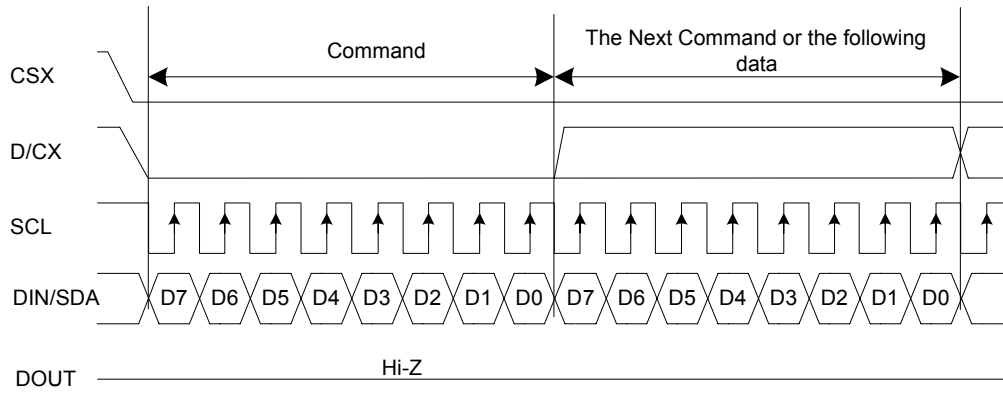 Command
The Next Command or the following
data
CSX
D/CX
SCL
DIN/SDA D7 D6 D5 D4 D3 D2 D1 D0 D7 D6 D5 D4 D3 D2 D1 D0
Hi-Z
DOUT